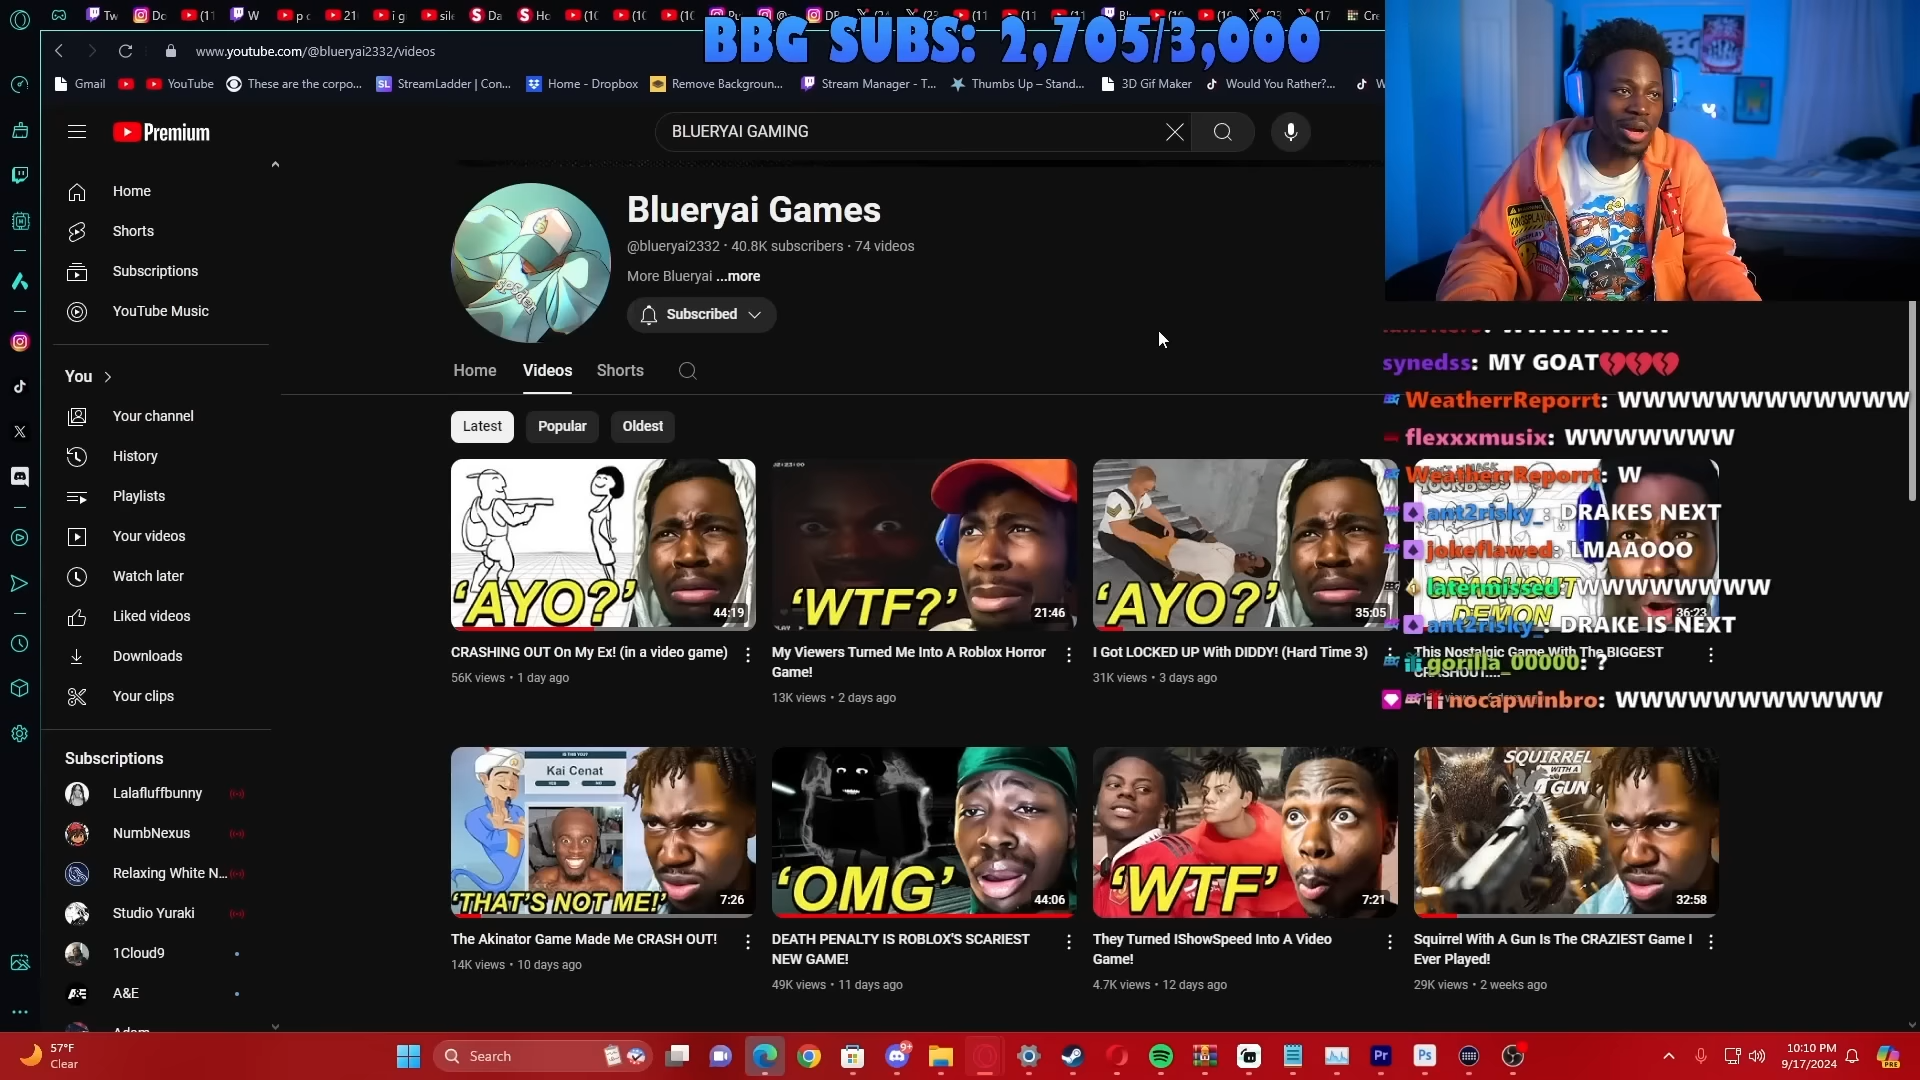 BBG SUBS: 2,705/3,000
www.youtube.com/@blueryai2332/videos
Gmail
YouTube
These are the corpo...
StreamLadder | Con...
Home - Dropbox
Remove Backgroun...
Stream Manager - T...
Thumbs Up – Stand...
3D Gif Maker
Would You Rather?...
Premium
BLUERYAI GAMING
Home
Shorts
Subscriptions
YouTube Music
You
Your channel
History
Playlists
Your videos
Watch later
Liked videos
Downloads
Your clips
Subscriptions
Lalafluffbunny
NumbNexus
Relaxing White N...
Studio Yuraki
1Cloud9
A&E
Blueryai Games
@blueryai2332 · 40.8K subscribers · 74 videos
More Blueryai ...more
Subscribed
Home
Videos
Shorts
Latest
Popular
Oldest
'AYO?'
44:19
CRASHING OUT On My Ex! (in a video game)
56K views • 1 day ago
'WTF?'
21:46
My Viewers Turned Me Into A Roblox Horror
Game!
13K views • 2 days ago
'AYO?'
35:05
I Got LOCKED UP With DIDDY! (Hard Time 3)
31K views • 3 days ago
DEMON
36:23
This Nostalgic Game With The BIGGEST
CRASHOUT....
IS THIS YOU?
Kai Cenat
'THAT'S NOT ME!'
7:26
The Akinator Game Made Me CRASH OUT!
14K views • 10 days ago
'OMG'
44:06
DEATH PENALTY IS ROBLOX'S SCARIEST
NEW GAME!
49K views • 11 days ago
'WTF'
7:21
They Turned IShowSpeed Into A Video
Game!
4.7K views • 12 days ago
SQUIRREL
WITH A
GUN
32:58
Squirrel With A Gun Is The CRAZIEST Game I
Ever Played!
29K views • 2 weeks ago
synedss: MY GOAT💔💔💔
WeatherrReporrt: WWWWWWWWWWWW
flexxxmusix: WWWWWWW
WeatherrReporrt: W
ant2risky_: DRAKES NEXT
jokeflawed: LMAAOOO
latermissed: WWWWWWWW
ant2risky_: DRAKE IS NEXT
gorilla_00000: ?
nocapwinbro: WWWWWWWWWWW
57°F
Clear
Search
9+
10:10 PM
9/17/2024